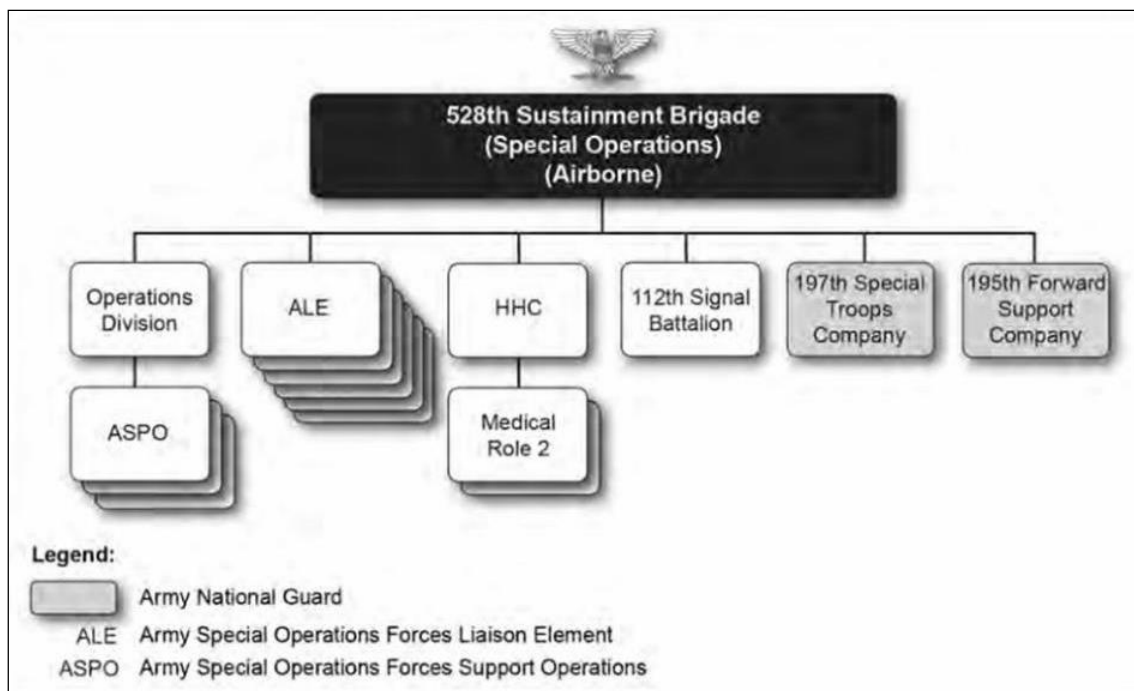 528th Sustainment Brigade
(Special Operations)
(Airborne)
Operations
Division
ALE
HHC
112th Signal
Battalion
197th Special
Troops
Company
195th Forward
Support
Company
ASPO
Medical
Role 2
Legend:
Army National Guard
ALE Army Special Operations Forces Liaison Element
ASPO Army Special Operations Forces Support Operations